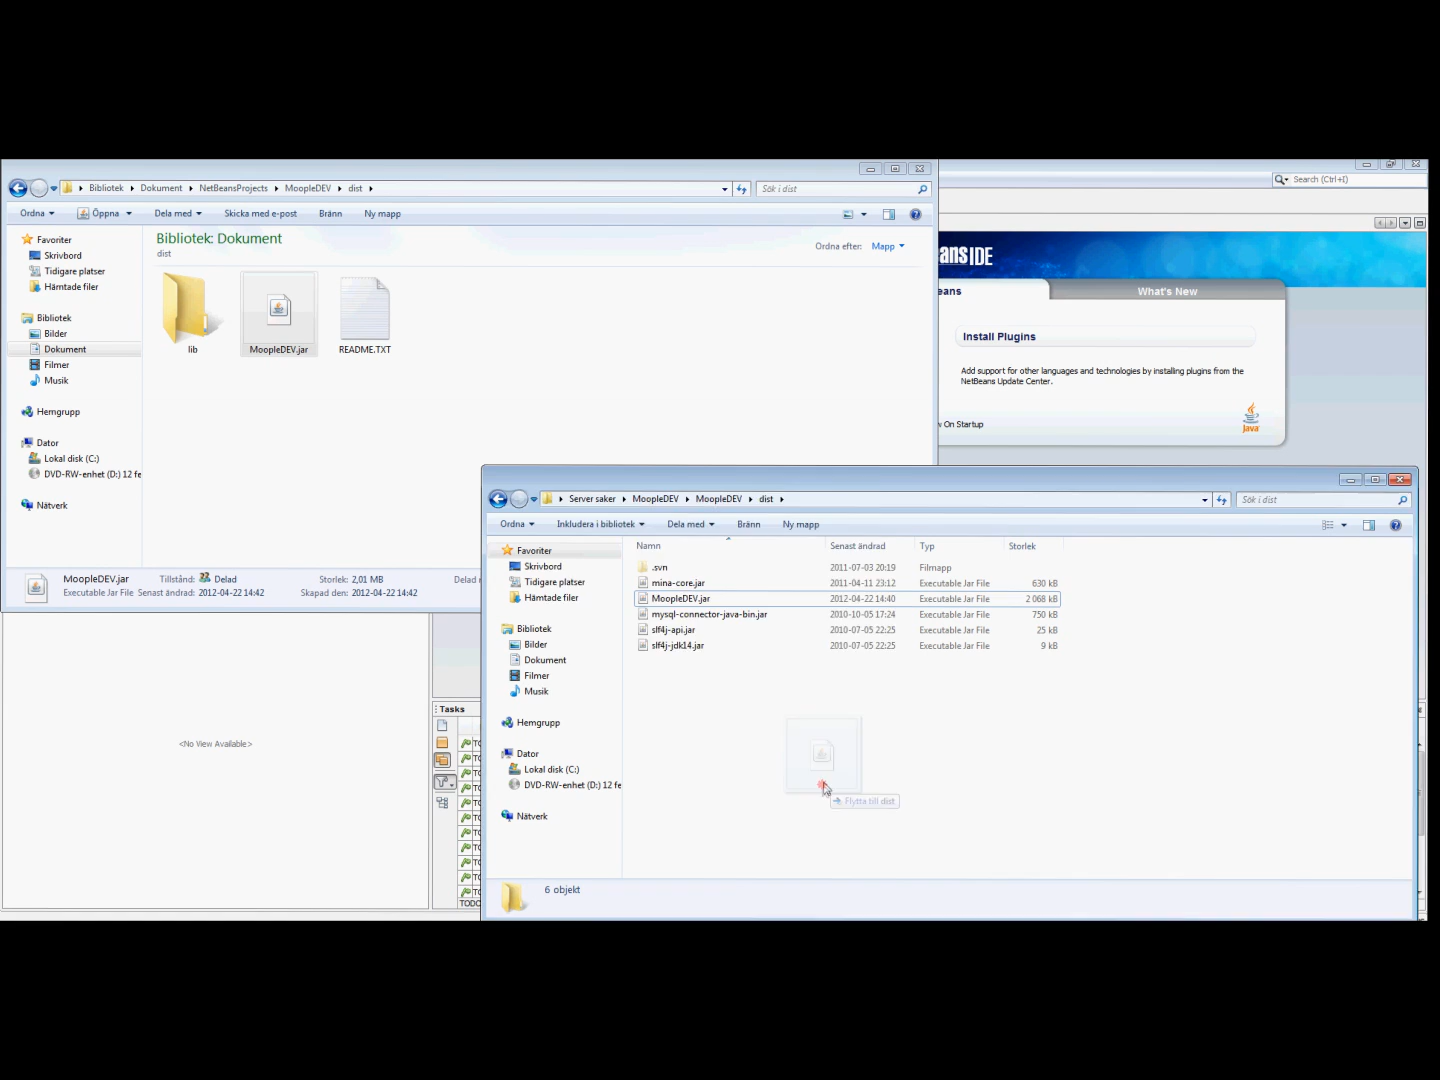 Bibliotek
Dokument
NetBeansProjects
MoopleDEV
dist
Sök i dist
Ordna
Öppna
Dela med
Skicka med e-post
Bränn
Ny mapp
Favoriter
Skrivbord
Tidigare platser
Hämtade filer
Bibliotek
Bilder
Dokument
Filmer
Musik
Hemgrupp
Dator
Lokal disk (C:)
DVD-RW-enhet (D:) 12 fe
Nätverk
Bibliotek: Dokument
dist
Ordna efter: Mapp
lib
MoopleDEV.jar
README.TXT
MoopleDEV.jar
Executable Jar File
Tillstånd: Delad
Senast ändrad: 2012-04-22 14:42
Storlek: 2,01 MB
Skapad den: 2012-04-22 14:42
Delad
Search (Ctrl+I)
ans IDE
eans
What's New
Install Plugins
Add support for other languages and technologies by installing plugins from the
NetBeans Update Center.
On Startup
Java
<No View Available>
Tasks
TODO
Server saker
MoopleDEV
MoopleDEV
dist
Sök i dist
Ordna
Inkludera i bibliotek
Dela med
Bränn
Ny mapp
Favoriter
Skrivbord
Tidigare platser
Hämtade filer
Bibliotek
Bilder
Dokument
Filmer
Musik
Hemgrupp
Dator
Lokal disk (C:)
DVD-RW-enhet (D:) 12 fe
Nätverk
Namn Senast ändrad Typ Storlek
.svn 2011-07-03 20:19 Filmapp
mina-core.jar 2011-04-11 23:12 Executable Jar File 630 kB
MoopleDEV.jar 2012-04-22 14:40 Executable Jar File 2 068 kB
mysql-connector-java-bin.jar 2010-10-05 17:24 Executable Jar File 750 kB
slf4j-api.jar 2010-07-05 22:25 Executable Jar File 25 kB
slf4j-jdk14.jar 2010-07-05 22:25 Executable Jar File 9 kB
Flytta till dist
6 objekt